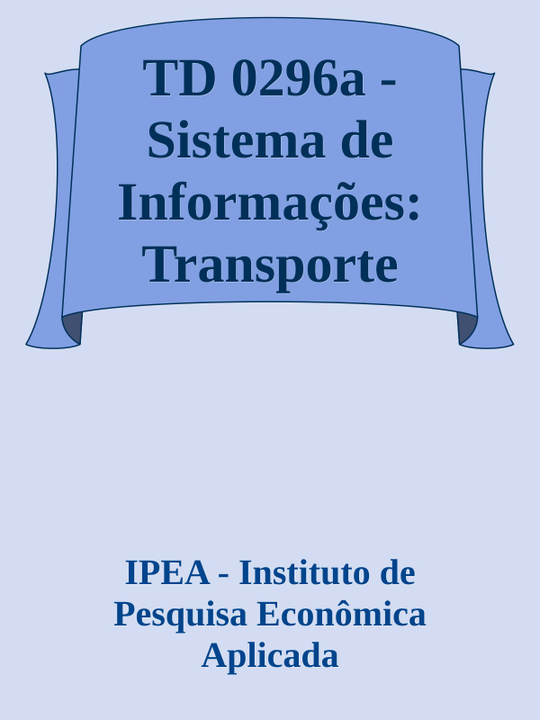 TD 0296a -
Sistema de
Informações:
Transporte
IPEA - Instituto de
Pesquisa Econômica
Aplicada